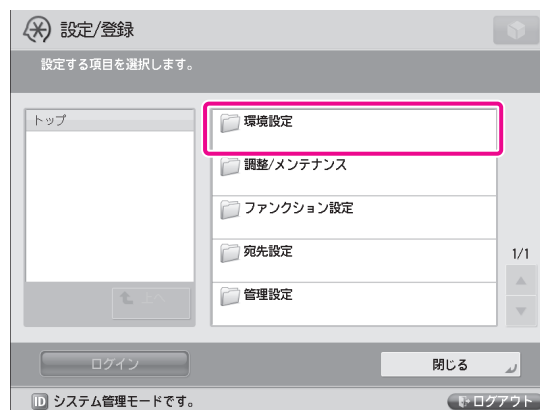 設定/登録
設定する項目を選択します。
トップ
環境設定
調整/メンテナンス
ファンクション設定
宛先設定
管理設定
1/1
上へ
ログイン
閉じる
ID システム管理モードです。
ログアウト